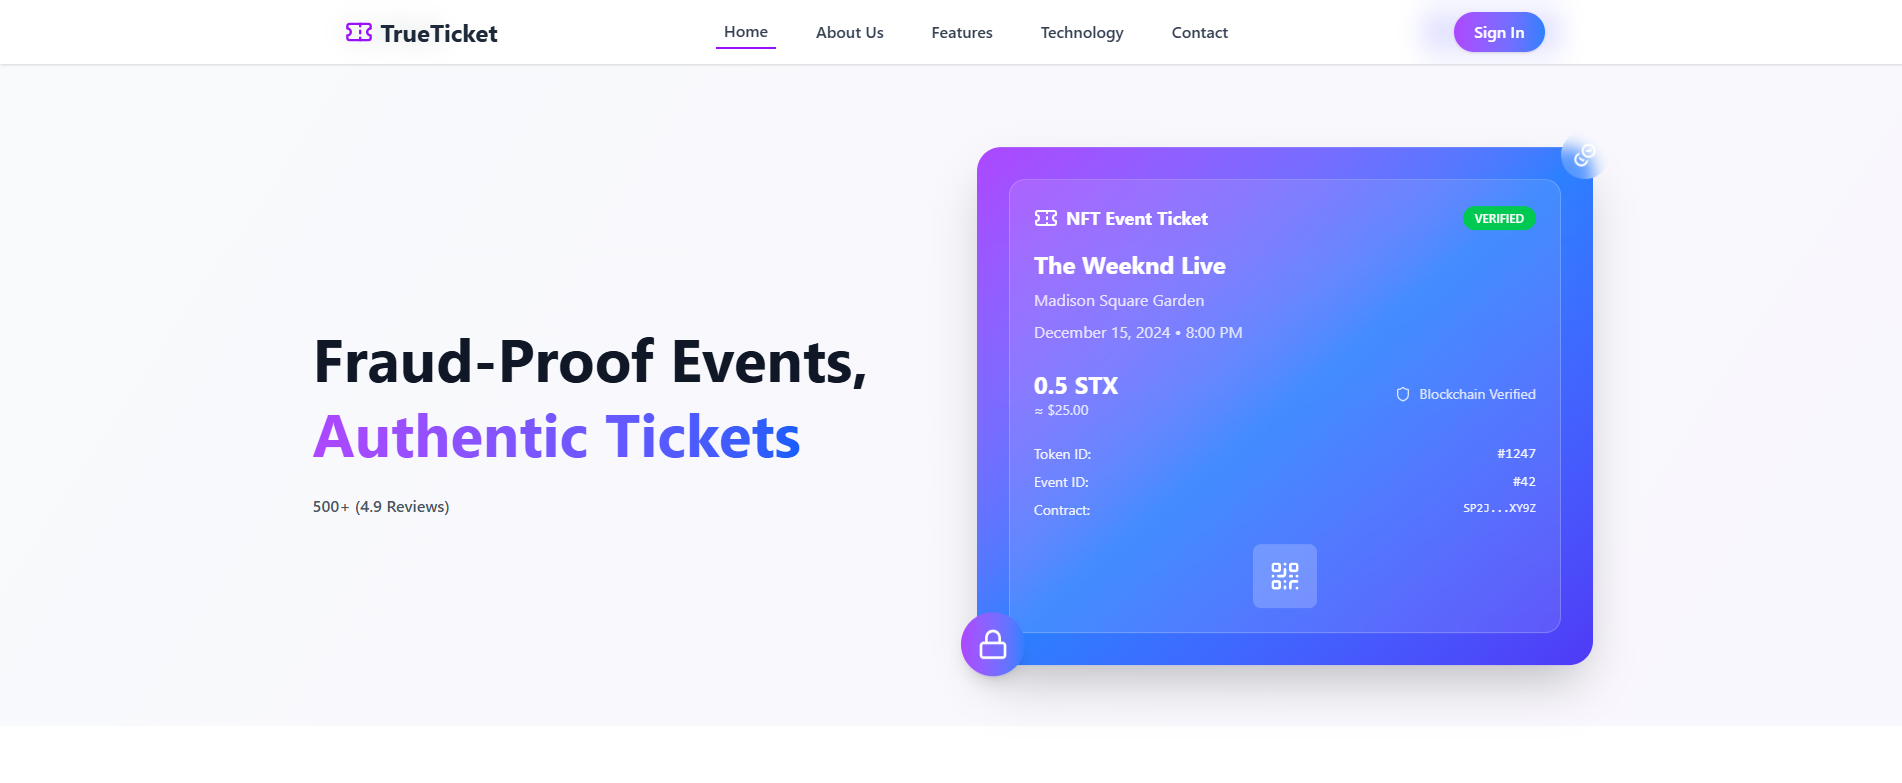 TrueTicket
Home
About Us
Features
Technology
Contact
Sign In
Fraud-Proof Events,
Authentic Tickets
500+ (4.9 Reviews)
NFT Event Ticket
VERIFIED
The Weeknd Live
Madison Square Garden
December 15, 2024 • 8:00 PM
0.5 STX
≈ $25.00
Blockchain Verified
Token ID: #1247
Event ID: #42
Contract: SP2J...XY9Z